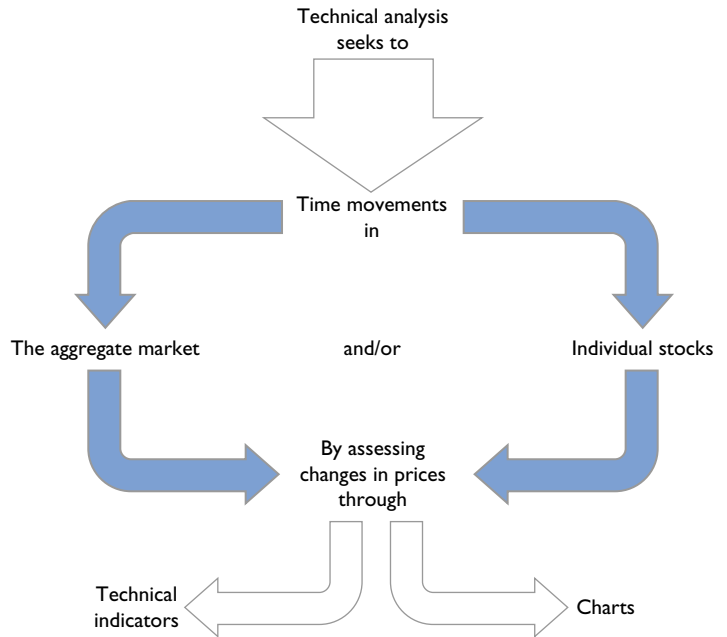 Technical analysis
seeks to
Time movements
in
The aggregate market
and/or
Individual stocks
By assessing
changes in prices
through
Technical
indicators
Charts